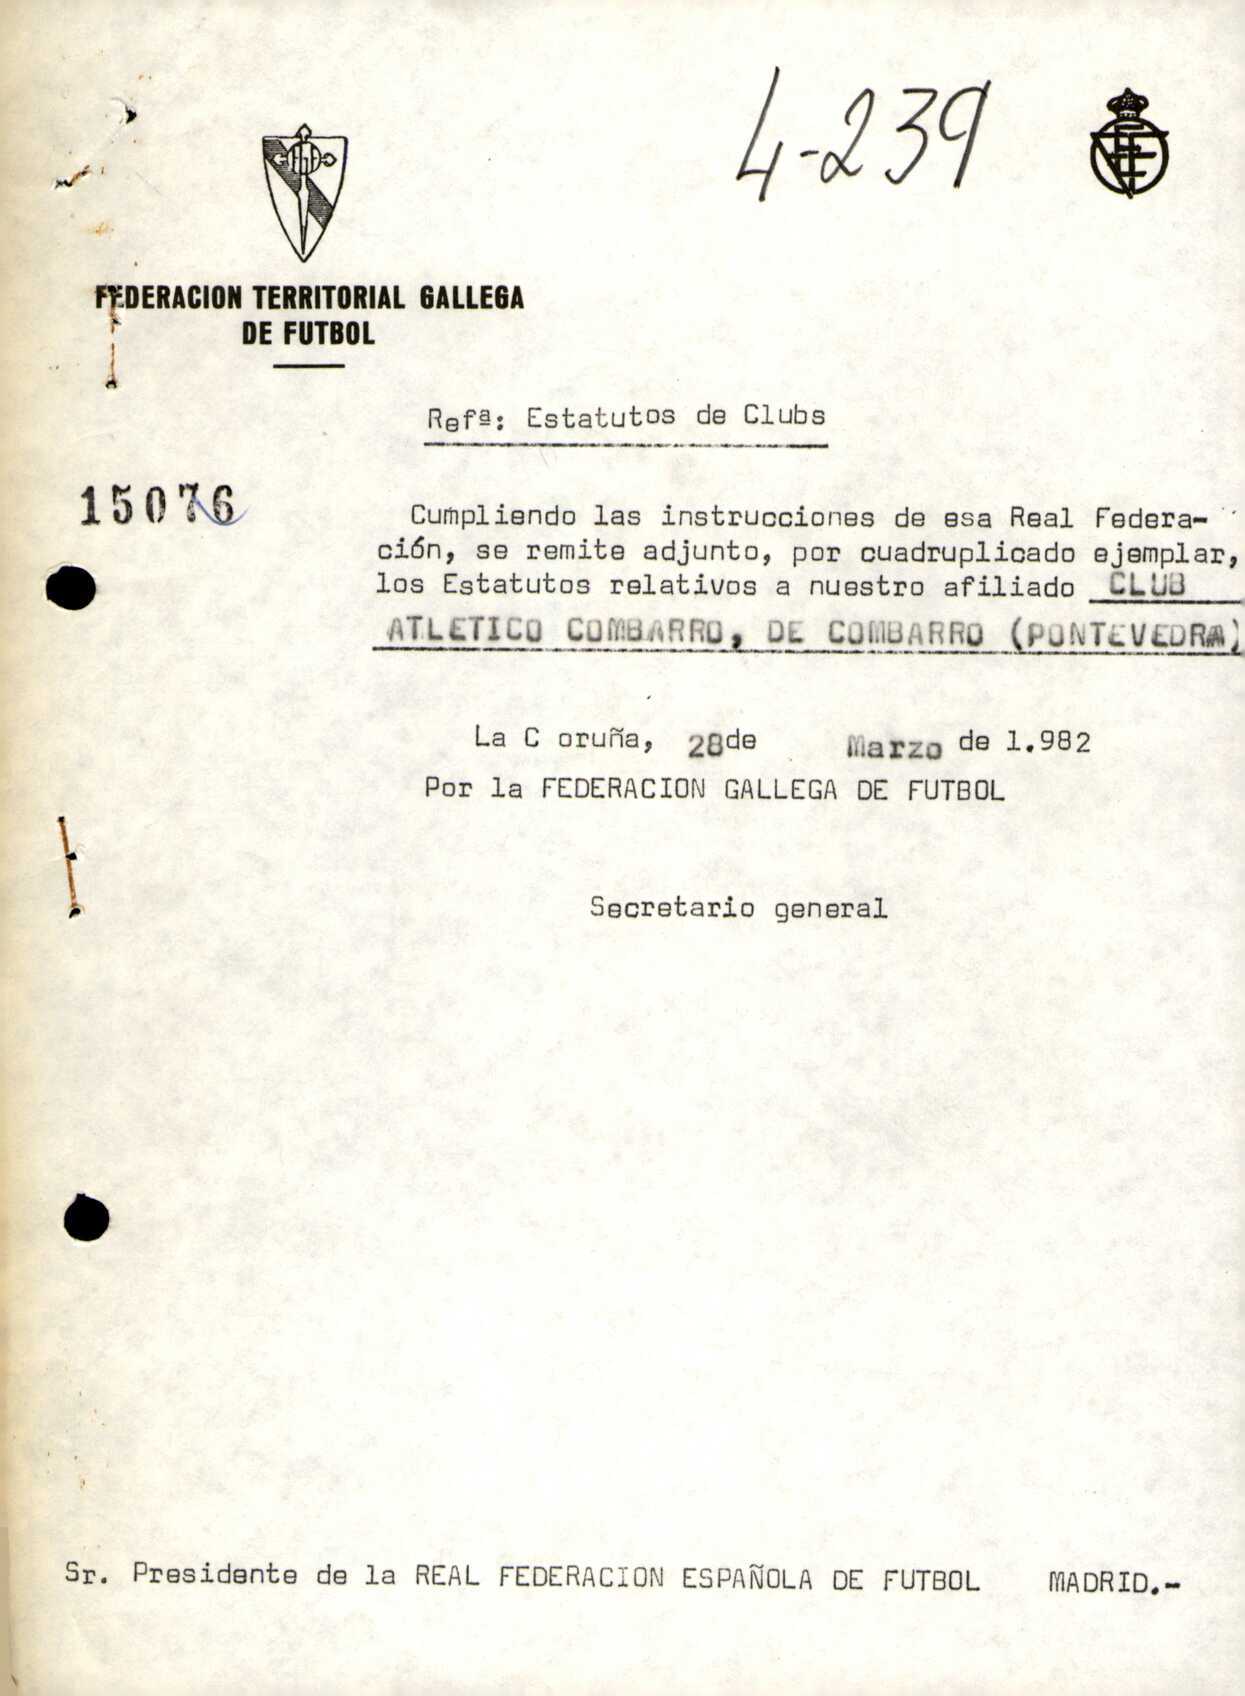 4-239
FEDERACION TERRITORIAL GALLEGA
DE FUTBOL
Refª: Estatutos de Clubs
15076
Cumpliendo las instrucciones de esa Real Federa-
ción, se remite adjunto, por cuadruplicado ejemplar,
los Estatutos relativos a nuestro afiliado CLUB
ATLETICO COMBARRO, DE COMBARRO (PONTEVEDRA)
La C oruña, 28de Marzo de 1.982
Por la FEDERACION GALLEGA DE FUTBOL
Secretario general
Sr. Presidente de la REAL FEDERACION ESPAÑOLA DE FUTBOL MADRID.-